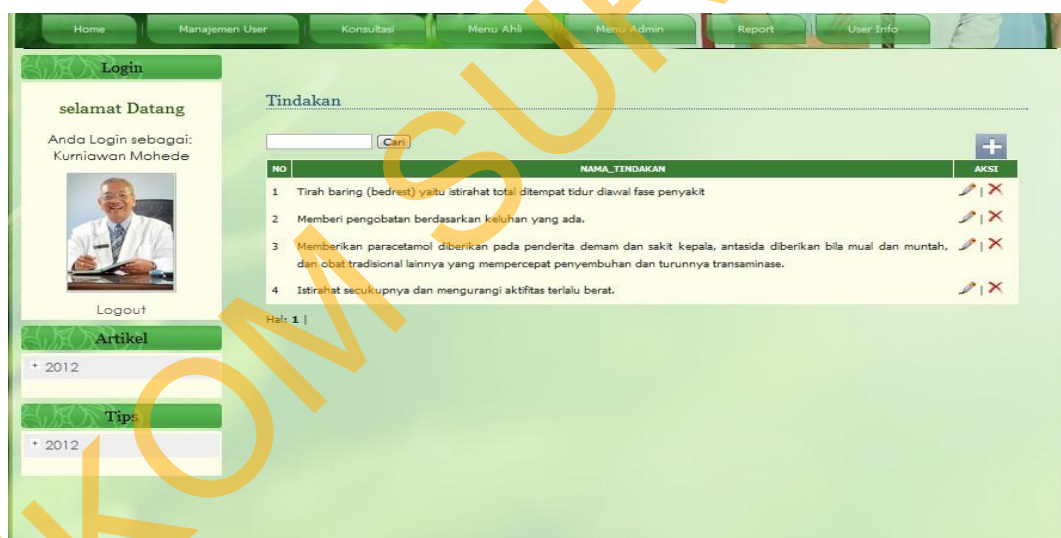 Home Manajemen User Konsultasi Menu Ahli Menu Admin Report User Info
Login
selamat Datang
Anda Login sebagai:
Kurniawan Mohede
Logout
Artikel
+ 2012
Tips
+ 2012
Tindakan
Cari
NO NAMA_TINDAKAN AKSI
1 Tirah baring (bedrest) yaitu istirahat total ditempat tidur diawal fase penyakit |
2 Memberi pengobatan berdasarkan keluhan yang ada. |
3 Memberikan paracetamol diberikan pada penderita demam dan sakit kepala, antasida diberikan bila mual dan muntah, |
dan obat tradisional lainnya yang mempercepat penyembuhan dan turunnya transaminase.
4 Istirahat secukupnya dan mengurangi aktifitas terlalu berat. |
Hal: 1 |
KOM SUR